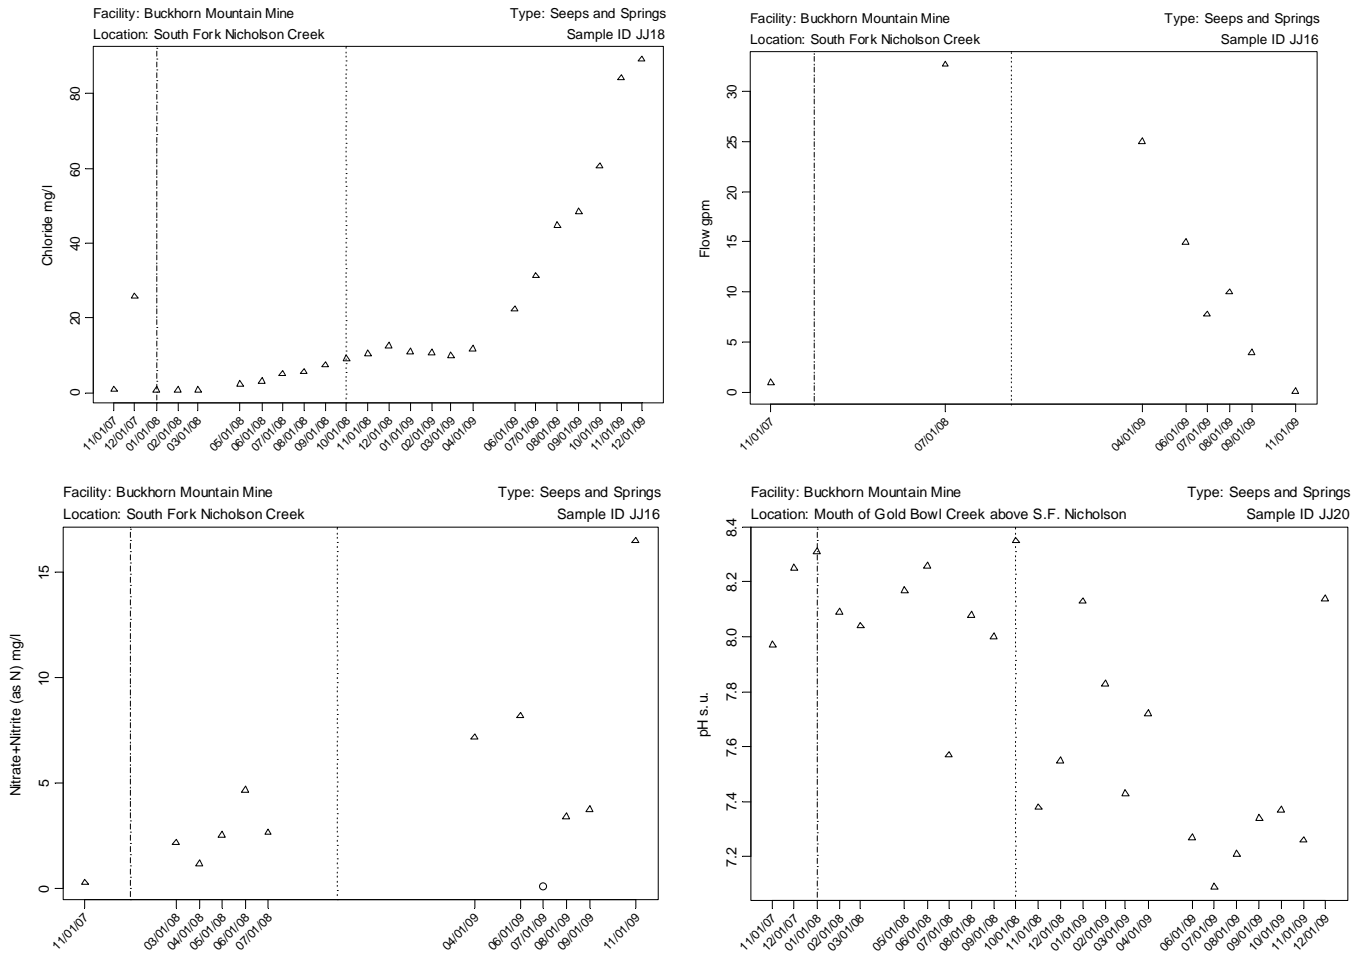 Facility: Buckhorn Mountain Mine Type: Seeps and Springs
Location: South Fork Nicholson Creek Sample ID JJ18
Chloride mg/l
80
60
40
20
0
11/01/07 12/01/07 01/01/08 02/01/08 03/01/08 05/01/08 06/01/08 07/01/08 08/01/08 09/01/08 10/01/08 11/01/08 12/01/08 01/01/09 02/01/09 03/01/09 04/01/09 06/01/09 07/01/09 08/01/09 09/01/09 10/01/09 11/01/09 12/01/09
Facility: Buckhorn Mountain Mine Type: Seeps and Springs
Location: South Fork Nicholson Creek Sample ID JJ16
Flow gpm
30
25
20
15
10
5
0
11/01/07 07/01/08 04/01/09 06/01/09 07/01/09 08/01/09 09/01/09 11/01/09
Facility: Buckhorn Mountain Mine Type: Seeps and Springs
Location: South Fork Nicholson Creek Sample ID JJ16
Nitrate+Nitrite (as N) mg/l
15
10
5
0
11/01/07 03/01/08 04/01/08 05/01/08 06/01/08 07/01/08 04/01/09 06/01/09 07/01/09 08/01/09 09/01/09 11/01/09
Facility: Buckhorn Mountain Mine Type: Seeps and Springs
Location: Mouth of Gold Bowl Creek above S.F. Nicholson Sample ID JJ20
pH s.u.
8.4
8.2
8.0
7.8
7.6
7.4
7.2
11/01/07 12/01/07 01/01/08 02/01/08 03/01/08 05/01/08 06/01/08 07/01/08 08/01/08 09/01/08 10/01/08 11/01/08 12/01/08 01/01/09 02/01/09 03/01/09 04/01/09 06/01/09 07/01/09 08/01/09 09/01/09 10/01/09 11/01/09 12/01/09